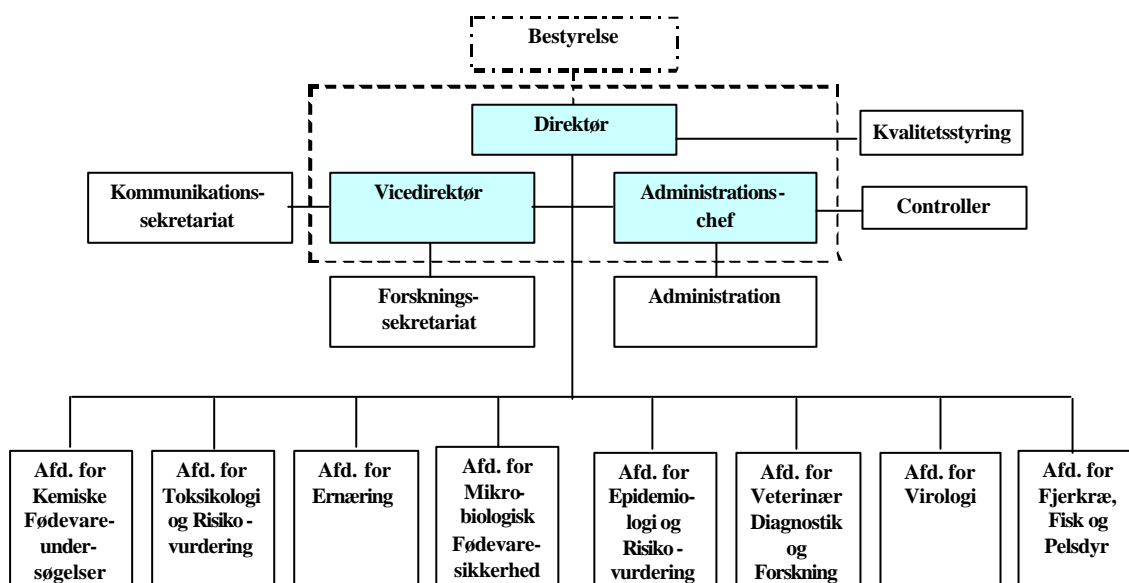 Bestyrelse
Direktør
Kvalitetsstyring
Kommunikations-
sekretariat
Vicedirektør
Administrations-
chef
Controller
Forsknings-
sekretariat
Administration
Afd. for
Kemiske
Fødevare-
under-
søgelser
Afd. for
Toksikologi
og Risiko -
vurdering
Afd. for
Ernæring
Afd. for
Mikro-
biologisk
Fødevare-
sikkerhed
Afd. for
Epidemio-
logi og
Risiko -
vurdering
Afd. for
Veterinær
Diagnostik
og
Forskning
Afd. for
Virologi
Afd. for
Fjerkræ,
Fisk og
Pelsdyr